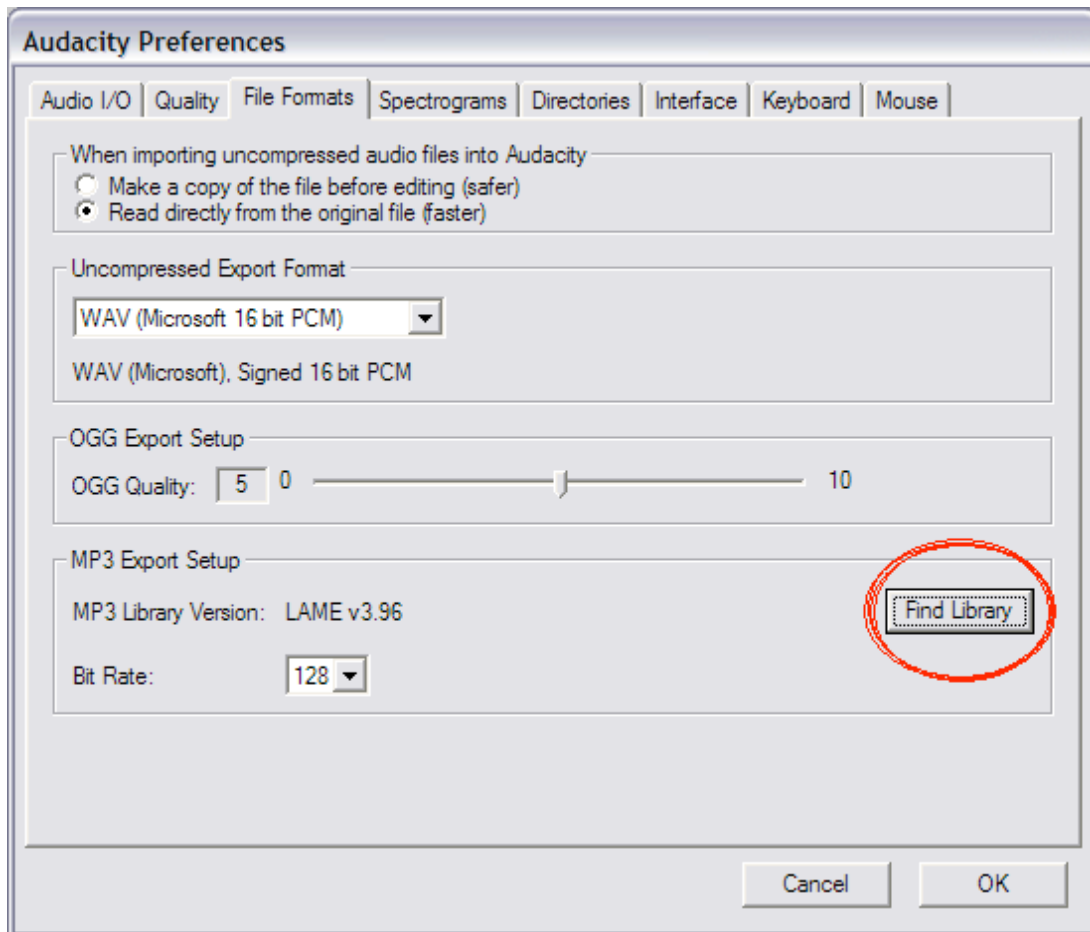 Audacity Preferences
Audio I/O Quality File Formats Spectrograms Directories Interface Keyboard Mouse
When importing uncompressed audio files into Audacity
Make a copy of the file before editing (safer)
Read directly from the original file (faster)
Uncompressed Export Format
WAV (Microsoft 16 bit PCM)
WAV (Microsoft), Signed 16 bit PCM
OGG Export Setup
OGG Quality: 5 0 10
MP3 Export Setup
MP3 Library Version: LAME v3.96 Find Library
Bit Rate: 128
Cancel OK